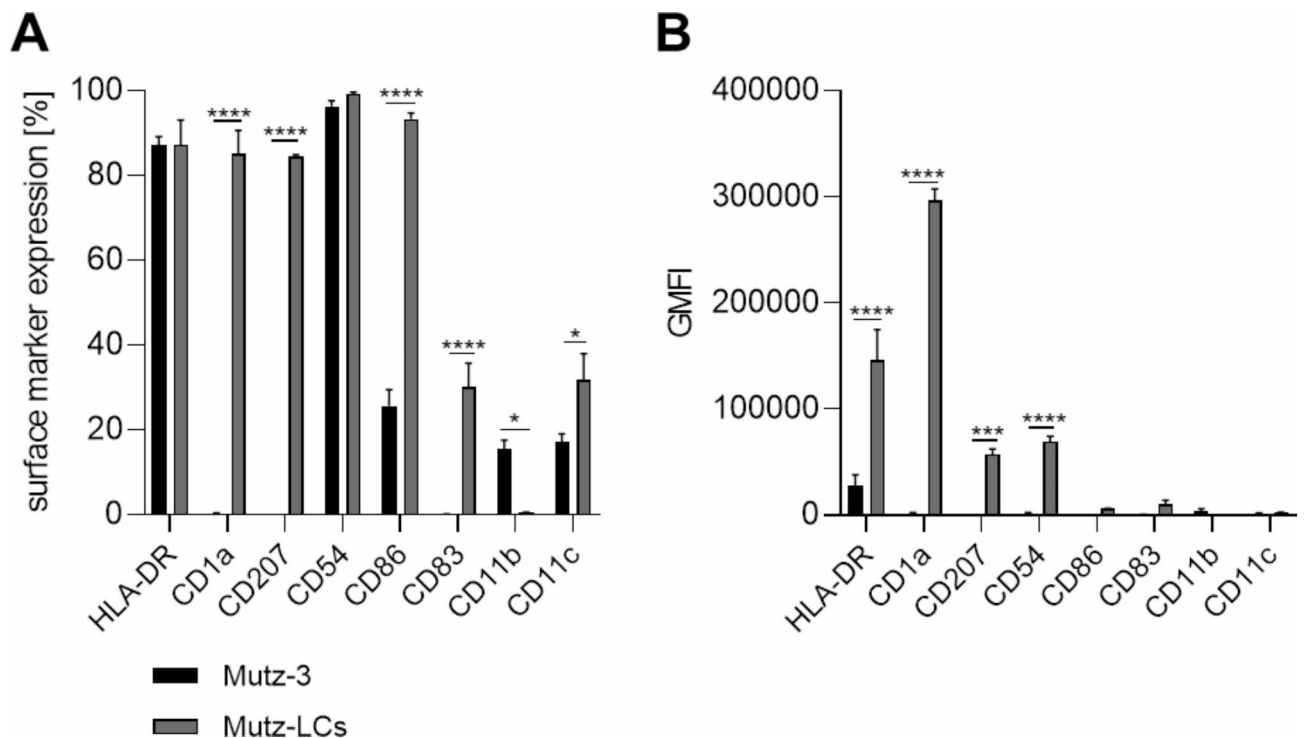 A
surface marker expression [%]
100
80
60
40
20
0
****
****
****
****
*
*
HLA-DR
CD1a
CD207
CD54
CD86
CD83
CD11b
CD11c
Mutz-3
Mutz-LCs
B
GMFI
400000
300000
200000
100000
0
****
****
***
****
HLA-DR
CD1a
CD207
CD54
CD86
CD83
CD11b
CD11c